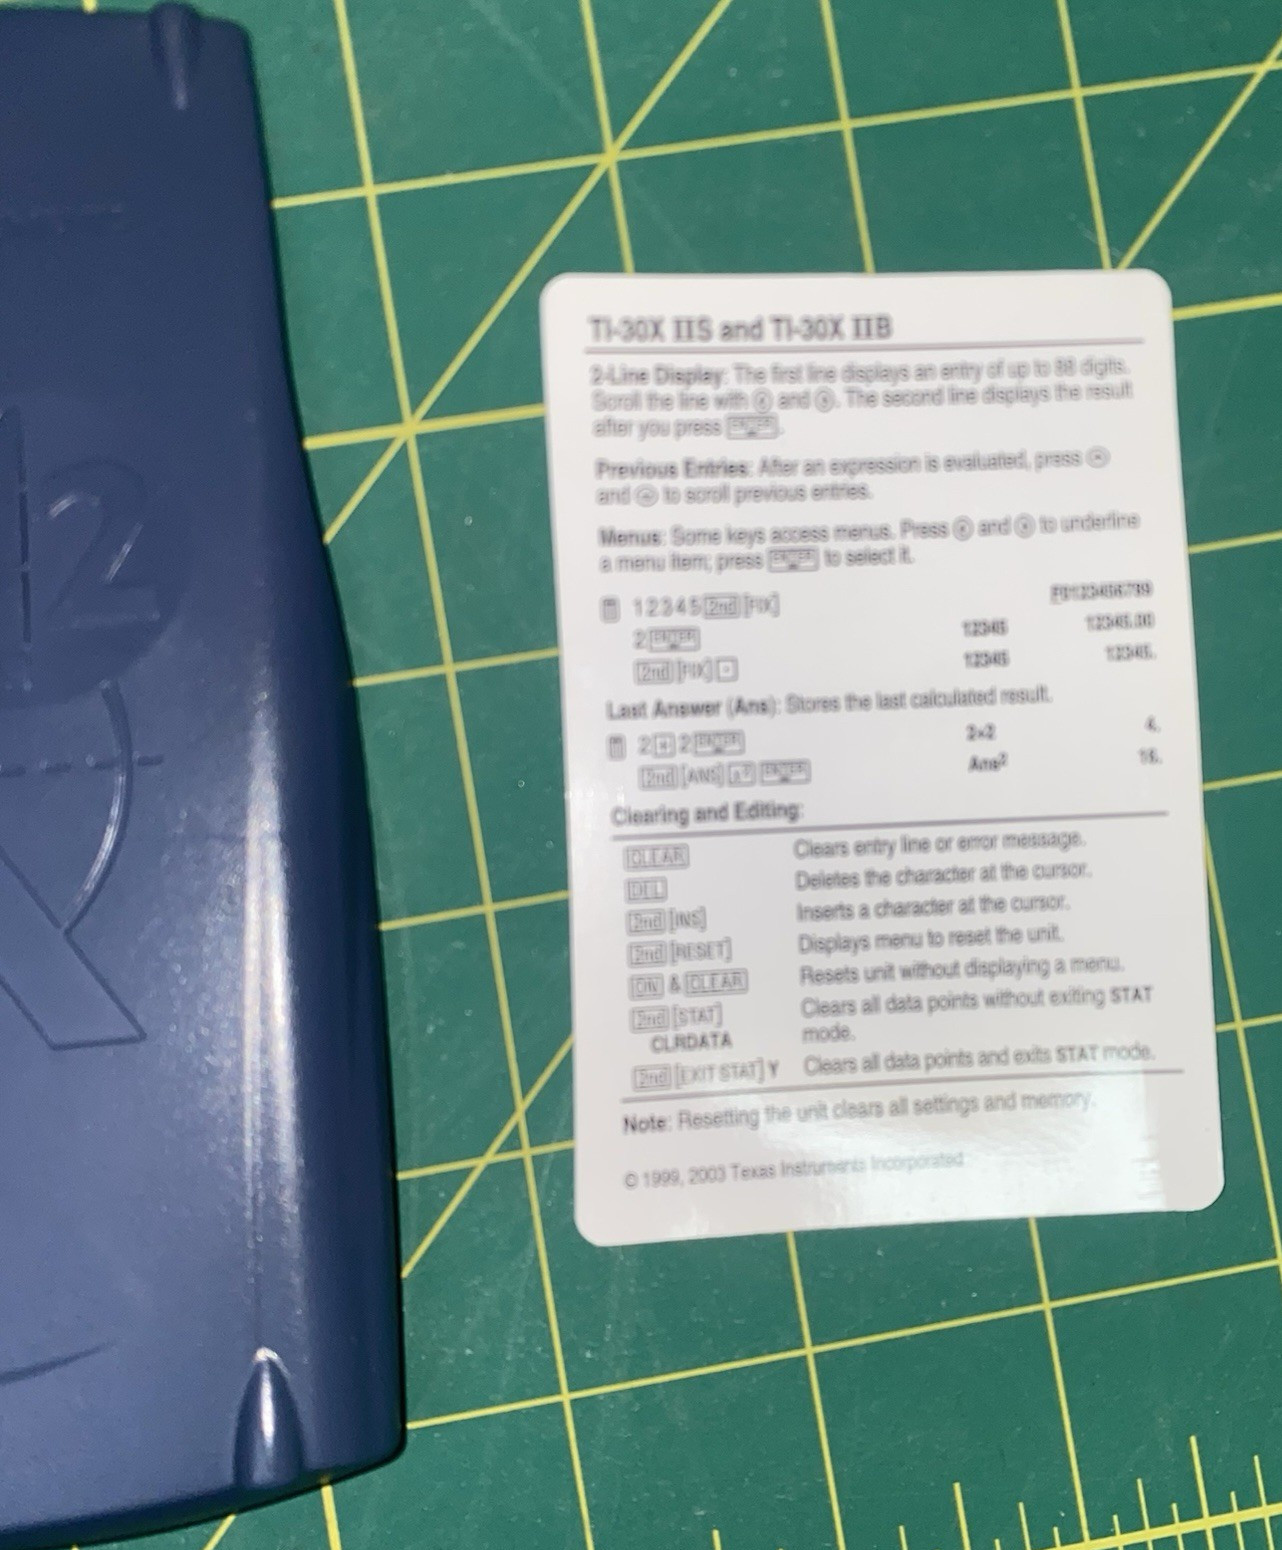 TI-30X IIS and TI-30X IIB
2-Line Display: The first line displays an entry of up to 88 digits.
Scroll the line with and . The second line displays the result
after you press ENTER.
Previous Entries: After an expression is evaluated, press
and to scroll previous entries.
Menus: Some keys access menus. Press and to underline
a menu item; press ENTER to select it.
12345 2nd [FIX] F0123456789
2 ENTER 12345 12345.00
2nd [FIX] 12345 12345.
Last Answer (Ans): Stores the last calculated result.
2 2 ENTER 2 2 4.
2nd [ANS] x² ENTER Ans² 16.
Clearing and Editing:
CLEAR Clears entry line or error message.
DEL Deletes the character at the cursor.
2nd [INS] Inserts a character at the cursor.
2nd [RESET] Displays menu to reset the unit.
ON & CLEAR Resets unit without displaying a menu.
2nd [STAT] Clears all data points without exiting STAT
CLRDATA mode.
2nd [EXIT STAT] Y Clears all data points and exits STAT mode.
Note: Resetting the unit clears all settings and memory.
© 1999, 2003 Texas Instruments Incorporated
2